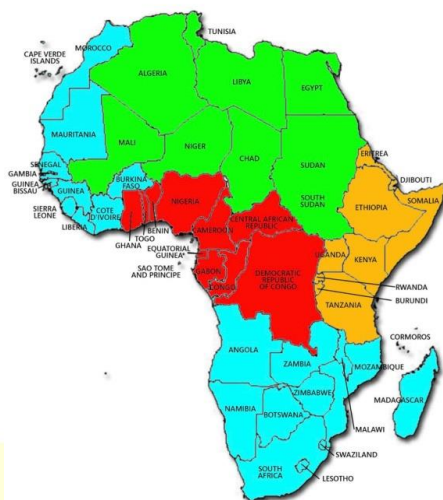 TUNISIA
MOROCCO
CAPE VERDE
ISLANDS
ALGERIA
LIBYA
EGYPT
MAURITANIA
MALI
NIGER
CHAD
SUDAN
ERITREA
SENEGAL
GAMBIA
GUINEA
BISSAU
GUINEA
BURKINA
FASO
DJIBOUTI
SOMALIA
ETHIOPIA
SOUTH
SUDAN
NIGERIA
SIERRA
LEONE
COTE
D'IVOIRE
LIBERIA
GHANA
TOGO
BENIN
CAMEROON
CENTRAL AFRICAN
REPUBLIC
EQUATORIAL
GUINEA
SAO TOME
AND PRINCIPE
GABON
CONGO
DEMOCRATIC
REPUBLIC
OF CONGO
UGANDA
KENYA
RWANDA
BURUNDI
TANZANIA
CORMOROS
ANGOLA
ZAMBIA
MOZAMBIQUE
MADAGASCAR
ZIMBABWE
NAMIBIA
BOTSWANA
MALAWI
SWAZILAND
SOUTH
AFRICA
LESOTHO